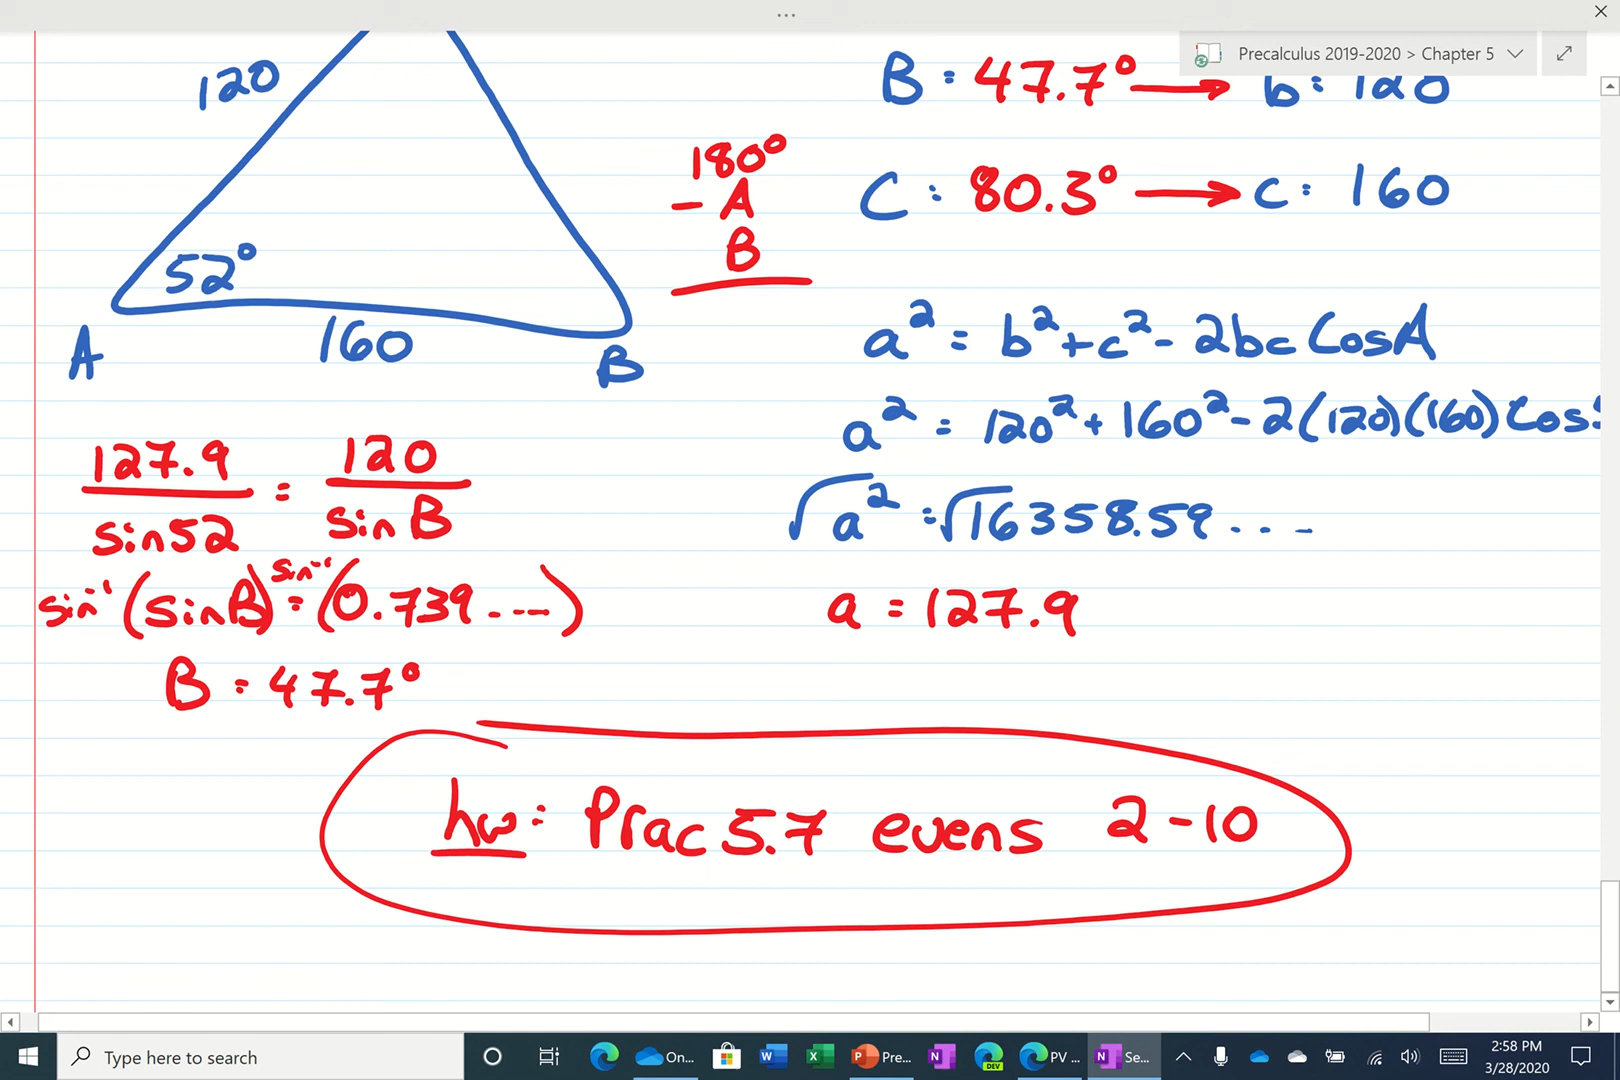 Precalculus 2019-2020 > Chapter 5
120
B : 47.7° → b : 120
180°
- A
B
C : 80.3° → c : 160
52°
A
160
B
a² = b² + c² - 2bc CosA
a² = 120² + 160² - 2(120)(160) Cos
127.9 = 120
sin52 sin B
√a² = √16358.59 . . . -
sin⁻¹ (sinB) = sin⁻¹ (0.739 . . . )
a = 127.9
B = 47.7°
hw: Prac 5.7 evens 2-10
Type here to search
On...
Pre...
DEV
PV ...
Se...
2:58 PM
3/28/2020